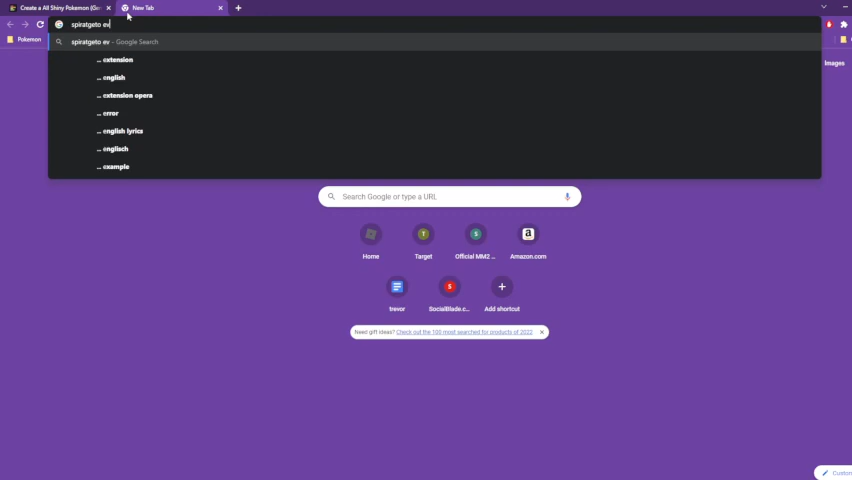 Create a All Shiny Pokemon (Ge
New Tab
spiratgeto ev
Pokemon
spiratgeto ev - Google Search
... extension
Images
... english
... extension opera
... error
... english lyrics
... englisch
... example
Search Google or type a URL
T
S
a
Home
Target
Official MM2 ...
Amazon.com
S
trevor
SocialBlade.c...
Add shortcut
Need gift ideas? Check out the 100 most searched for products of 2022
Custom